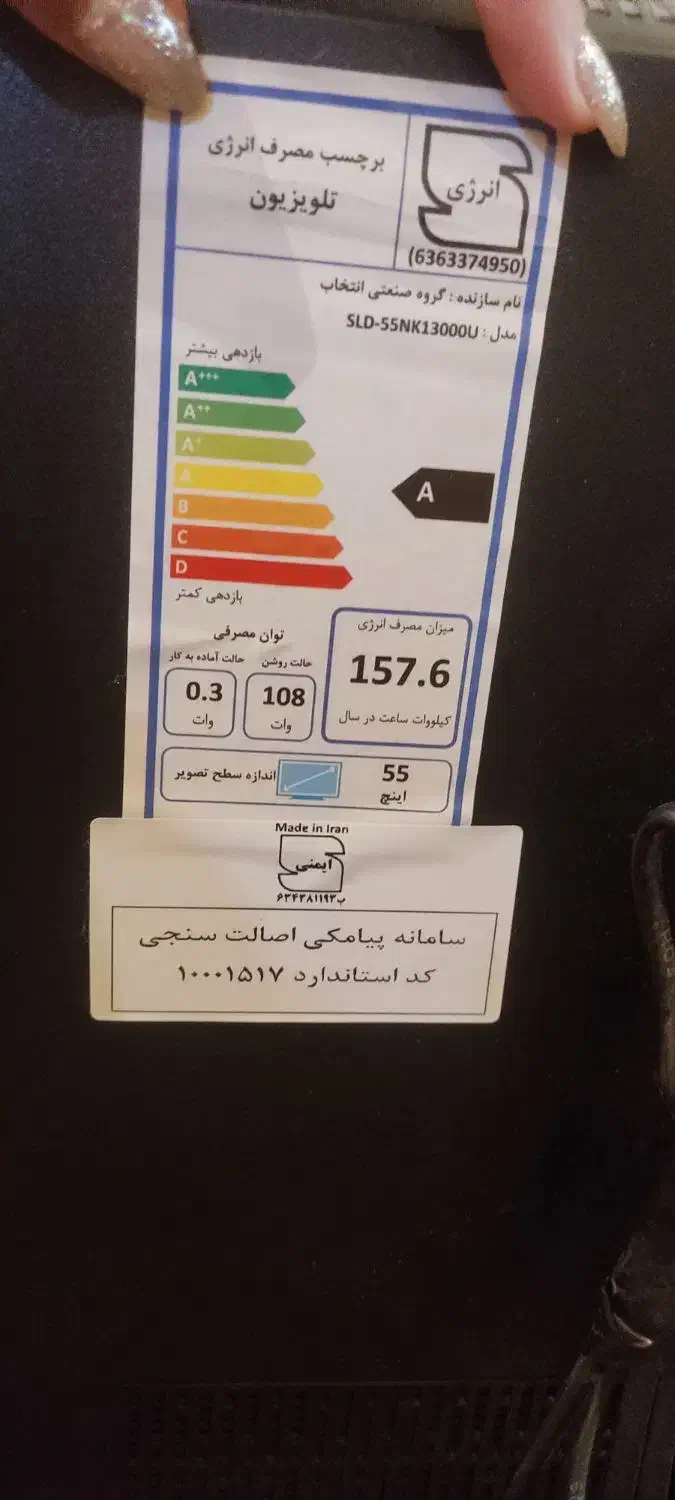 برچسب مصرف انرژی
تلویزیون
انرژی
(6363374950)
نام سازنده : گروه صنعتی انتخاب
مدل : SLD-55NK13000U
بازدهی بیشتر
A+++
A++
A+
A
B
C
D
A
بازدهی کمتر
میزان مصرف انرژی
157.6
کیلووات ساعت در سال
توان مصرفی
حالت روشن
108
وات
حالت آماده به کار
0.3
وات
55
اینچ
اندازه سطح تصویر
Made in Iran
ایمنی
۶۳۴۳۸۱۱۹۳ب
سامانه پیامکی اصالت سنجی
کد استاندارد ۱۰۰۰۱۵۱۷